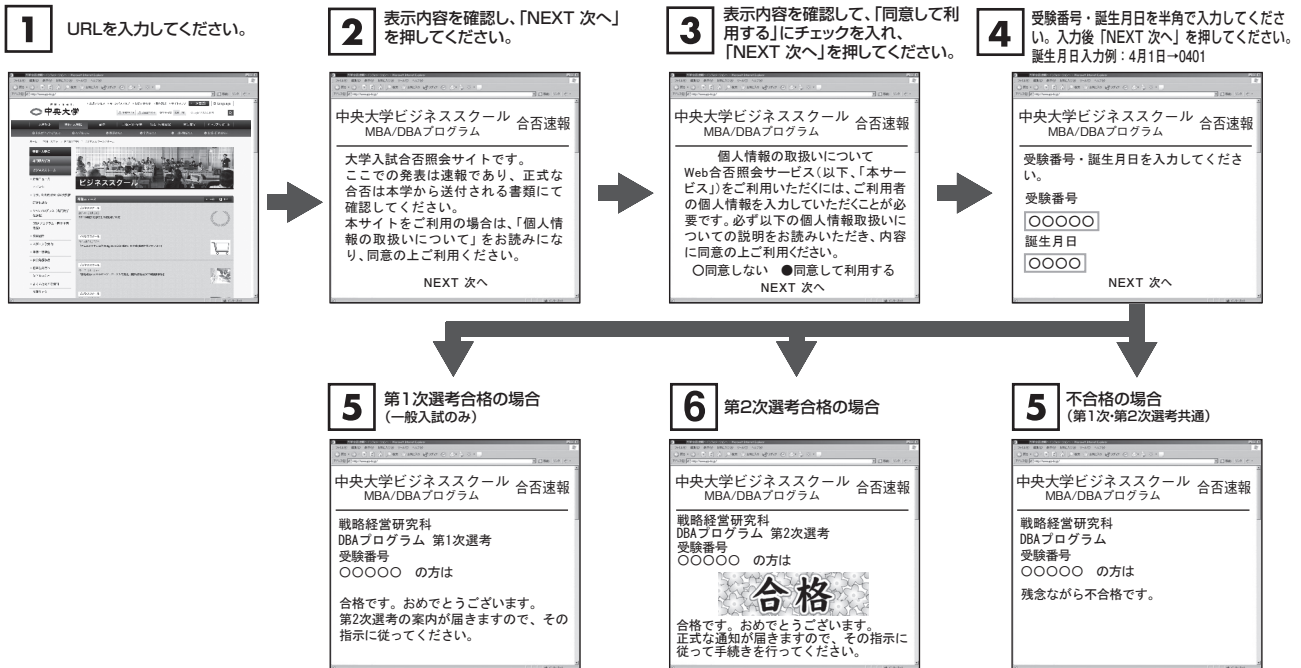 1
URLを入力してください。
2
表示内容を確認し、「NEXT 次へ」
を押してください。
3
表示内容を確認して、「同意して利
用する」にチェックを入れ、
「NEXT 次へ」を押してください。
4
受験番号・誕生月日を半角で入力してくださ
い。入力後「NEXT 次へ」を押してください。
誕生月日入力例：4月1日→0401
中央大学
ビジネススクール
中央大学ビジネススクール
MBA/DBAプログラム
合否速報
大学入試合否照会サイトです。
ここでの発表は速報であり、正式な
合否は本学から送付される書類にて
確認してください。
本サイトをご利用の場合は、「個人情
報の取扱いについて」をお読みにな
り、同意の上ご利用ください。
NEXT 次へ
中央大学ビジネススクール
MBA/DBAプログラム
合否速報
個人情報の取扱いについて
Web合否照会サービス(以下、「本サー
ビス」)をご利用いただくには、ご利用者
の個人情報を入力していただくことが必
要です。必ず以下の個人情報取扱いに
ついての説明をお読みいただき、内容
に同意の上ご利用ください。
○同意しない ●同意して利用する
NEXT 次へ
中央大学ビジネススクール
MBA/DBAプログラム
合否速報
受験番号・誕生月日を入力してくださ
い。
受験番号
○○○○○
誕生月日
○○○○
NEXT 次へ
5
第1次選考合格の場合
(一般入試のみ)
6
第2次選考合格の場合
5
不合格の場合
(第1次・第2次選考共通)
中央大学ビジネススクール
MBA/DBAプログラム
合否速報
戦略経営研究科
DBAプログラム 第1次選考
受験番号
○○○○○ の方は
合格です。おめでとうございます。
第2次選考の案内が届きますので、その
指示に従ってください。
中央大学ビジネススクール
MBA/DBAプログラム
合否速報
戦略経営研究科
DBAプログラム 第2次選考
受験番号
○○○○○ の方は
合格
合格です。おめでとうございます。
正式な通知が届きますので、その指示に
従って手続きを行ってください。
中央大学ビジネススクール
MBA/DBAプログラム
合否速報
戦略経営研究科
DBAプログラム
受験番号
○○○○○ の方は
残念ながら不合格です。